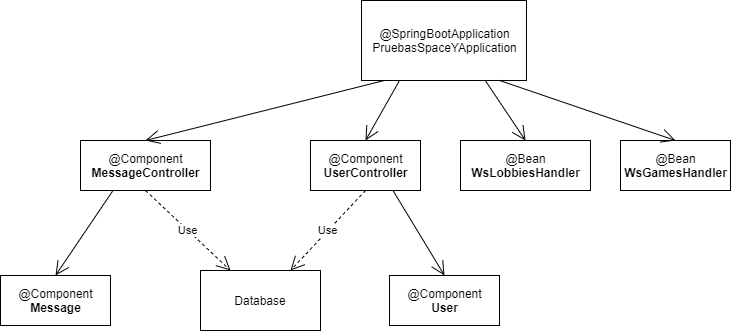 @SpringBootApplication
PruebasSpaceYApplication
@Component
MessageController
@Component
UserController
@Bean
WsLobbiesHandler
@Bean
WsGamesHandler
Use
Use
@Component
Message
Database
@Component
User